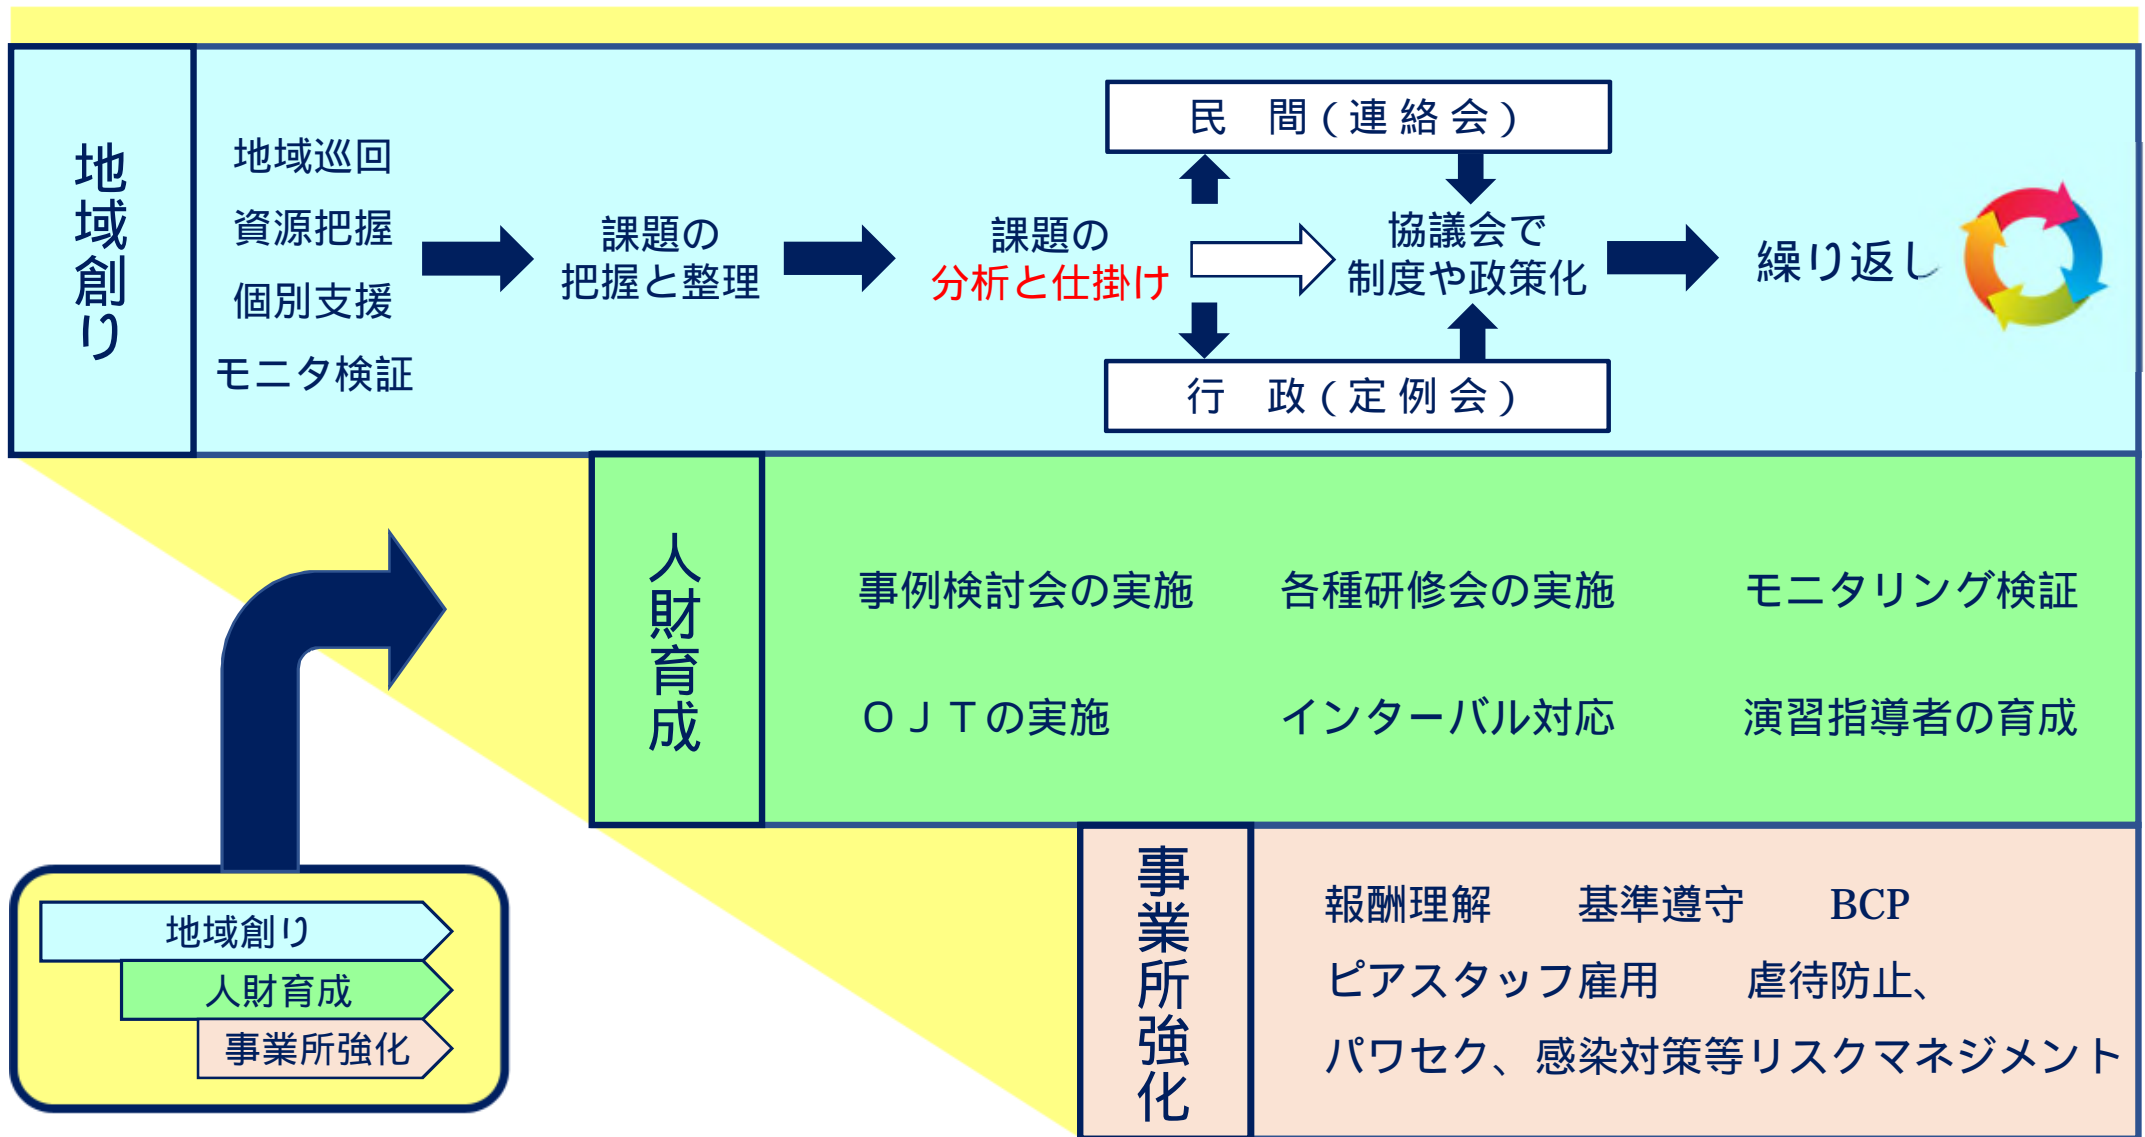 地域創り
地域巡回
資源把握
個別支援
モニタ検証
課題の
把握と整理
課題の
分析と仕掛け
民　間（連 絡 会）
協議会で
制度や政策化
行　政（定 例 会）
繰り返し
人財育成
事例検討会の実施
各種研修会の実施
モニタリング検証
ＯＪＴの実施
インターバル対応
演習指導者の育成
事業所強化
報酬理解　　基準遵守　　BCP
ピアスタッフ雇用　　虐待防止、
パワセク、感染対策等リスクマネジメント
地域創り
人財育成
事業所強化